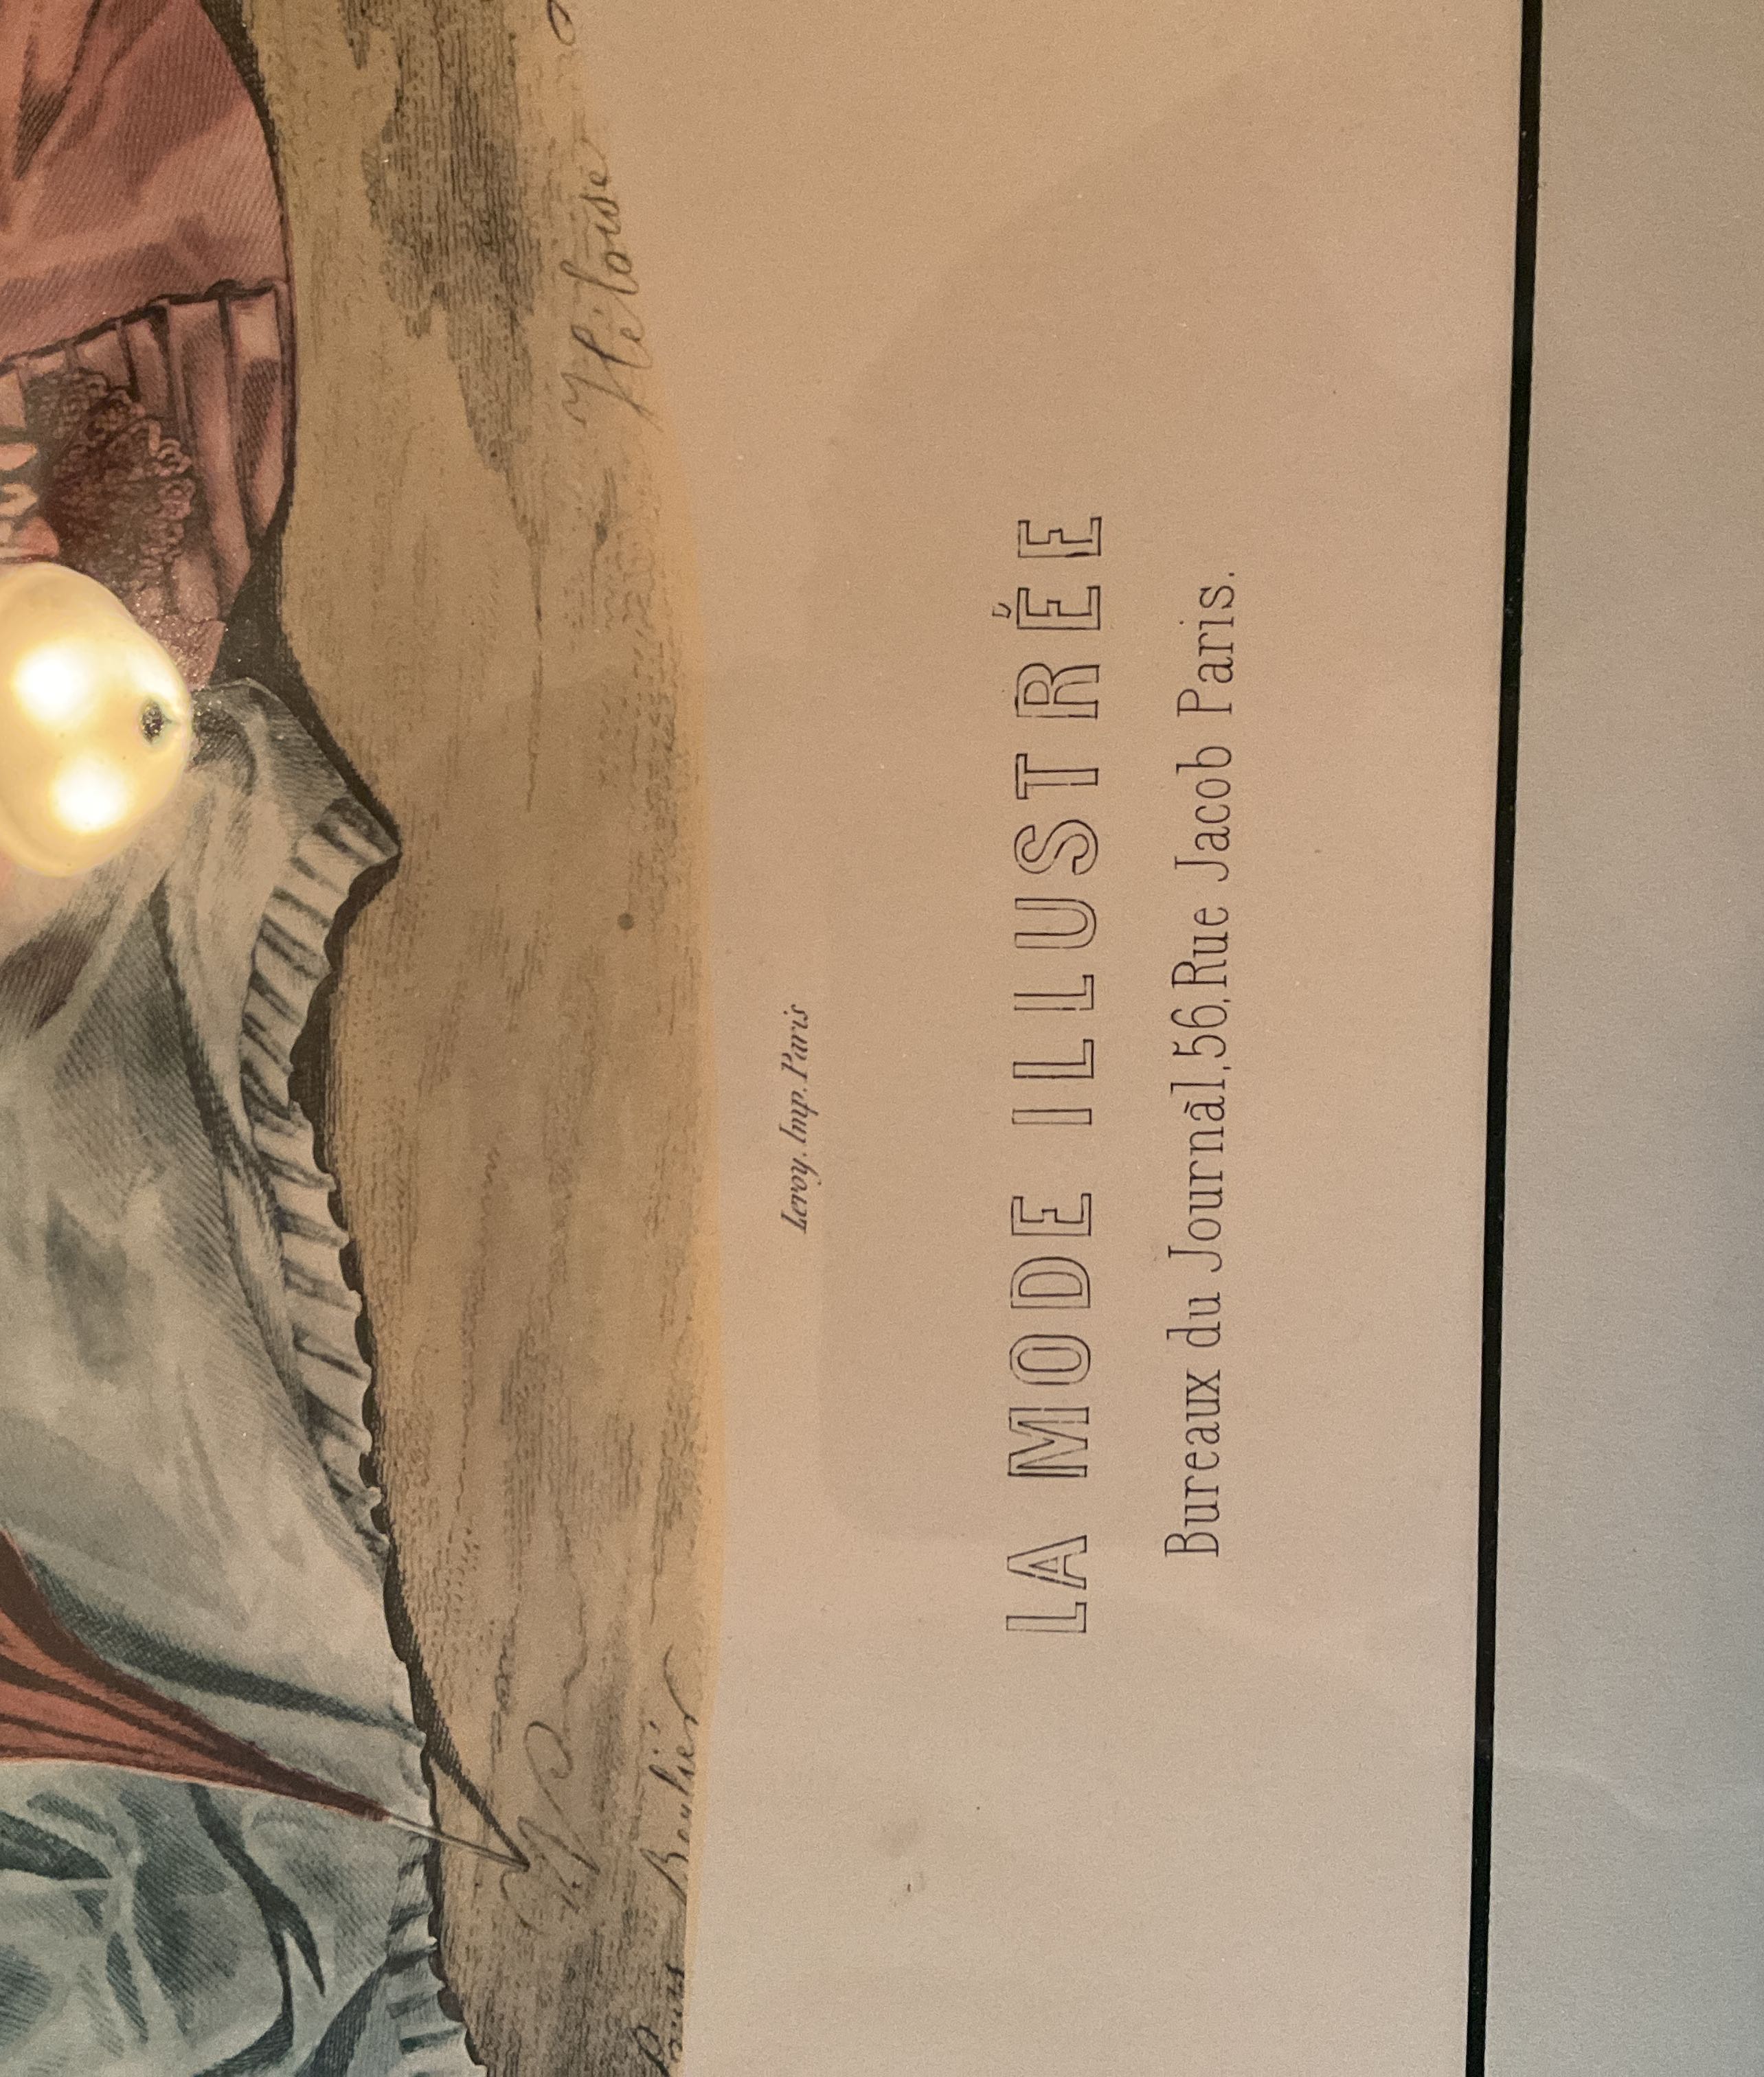 Héloïse
Leroy. Imp. Paris
LA MODE ILLUSTRÉE
Bureaux du Journal, 56, Rue Jacob Paris.